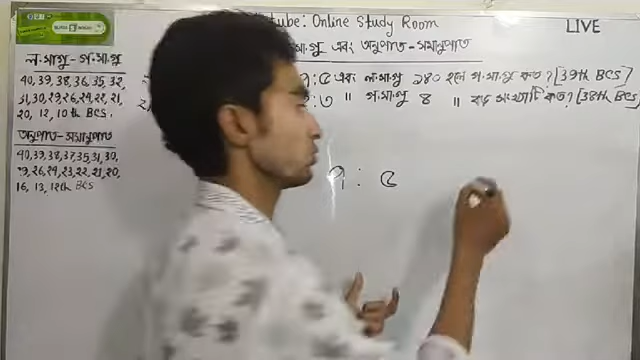 tube: Online Study Room
LIVE
ল.সাগু - গ.সা.গু
সা.গু এবং অনুপাত-সমানুপাত
40, 39, 38, 36, 35, 32,
31, 30, 29, 26, 24, 22, 21,
20, 12, 10th BCS.
৫ এবং ল.সাগু ১৪০ হলে গ.সা.গু কত? [39th BCS]
: ৩ " গ.সা.গু ৪ " বড় সংখ্যাটি কত? [38th BCS]
অনুপাত-সমানুপাত
40, 39, 38, 37, 35, 31, 30,
29, 26, 24, 23, 22, 21, 20,
16, 13, 12th BCS
৭ : ৫